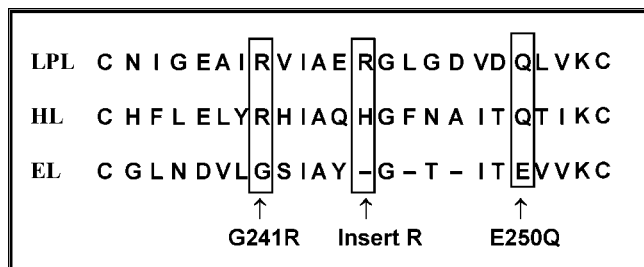 LPL C N I G E A I R V I A E R G L G D V D Q L V K C
HL C H F L E L Y R H I A Q H G F N A I T Q T I K C
EL C G L N D V L G S I A Y – G – T – I T E V V K C
↑ ↑ ↑
G241R Insert R E250Q